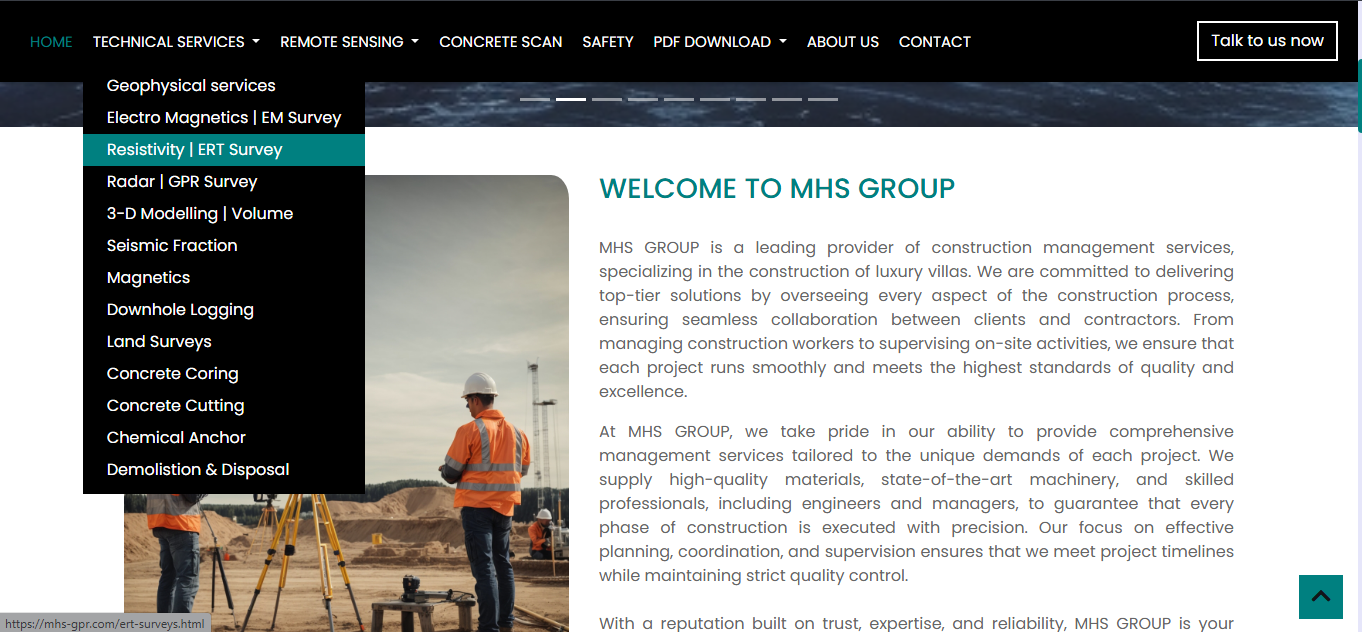 HOME TECHNICAL SERVICES REMOTE SENSING CONCRETE SCAN SAFETY PDF DOWNLOAD ABOUT US CONTACT Talk to us now
Geophysical services
Electro Magnetics | EM Survey
Resistivity | ERT Survey
Radar | GPR Survey
3-D Modelling | Volume
Seismic Fraction
Magnetics
Downhole Logging
Land Surveys
Concrete Coring
Concrete Cutting
Chemical Anchor
Demolistion & Disposal
WELCOME TO MHS GROUP
MHS GROUP is a leading provider of construction management services,
specializing in the construction of luxury villas. We are committed to delivering
top-tier solutions by overseeing every aspect of the construction process,
ensuring seamless collaboration between clients and contractors. From
managing construction workers to supervising on-site activities, we ensure that
each project runs smoothly and meets the highest standards of quality and
excellence.
At MHS GROUP, we take pride in our ability to provide comprehensive
management services tailored to the unique demands of each project. We
supply high-quality materials, state-of-the-art machinery, and skilled
professionals, including engineers and managers, to guarantee that every
phase of construction is executed with precision. Our focus on effective
planning, coordination, and supervision ensures that we meet project timelines
while maintaining strict quality control.
With a reputation built on trust, expertise, and reliability, MHS GROUP is your
https://mhs-gpr.com/ert-surveys.html